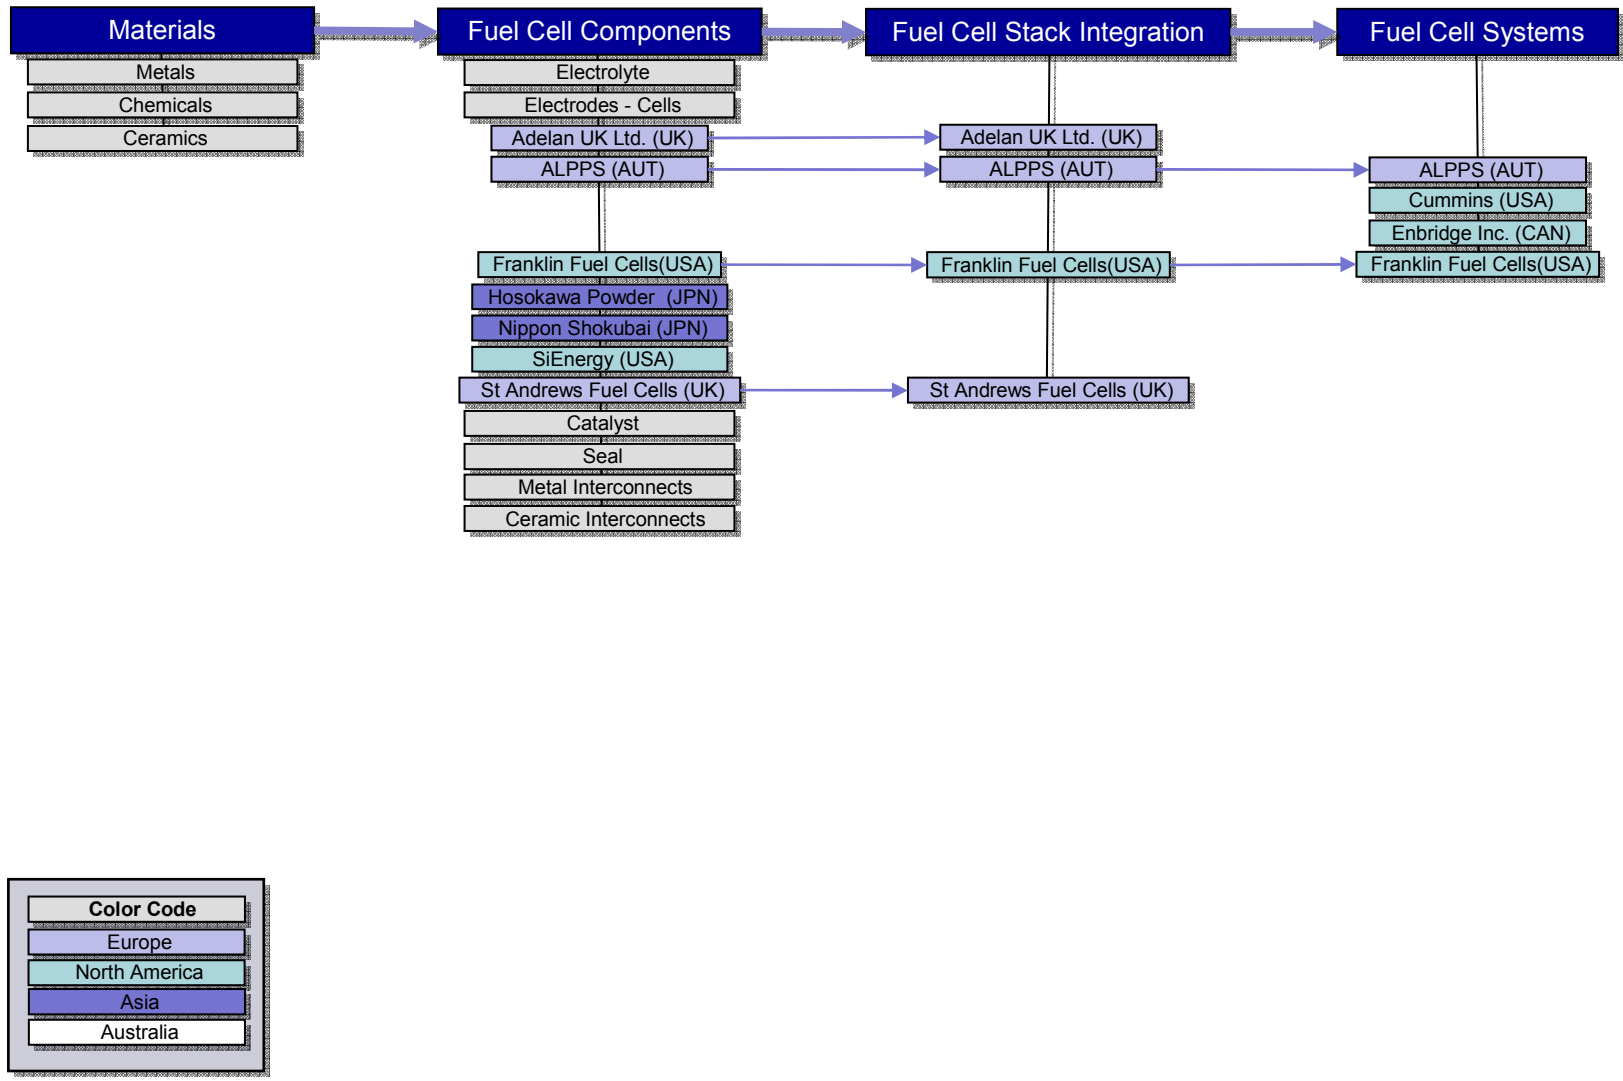 Materials
Fuel Cell Components
Fuel Cell Stack Integration
Fuel Cell Systems
Metals
Chemicals
Ceramics
Electrolyte
Electrodes - Cells
Adelan UK Ltd. (UK)
ALPPS (AUT)
Franklin Fuel Cells(USA)
Hosokawa Powder  (JPN)
Nippon Shokubai (JPN)
SiEnergy (USA)
St Andrews Fuel Cells (UK)
Catalyst
Seal
Metal Interconnects
Ceramic Interconnects
Adelan UK Ltd. (UK)
ALPPS (AUT)
Franklin Fuel Cells(USA)
St Andrews Fuel Cells (UK)
ALPPS (AUT)
Cummins (USA)
Enbridge Inc. (CAN)
Franklin Fuel Cells(USA)
Color Code
Europe
North America
Asia
Australia